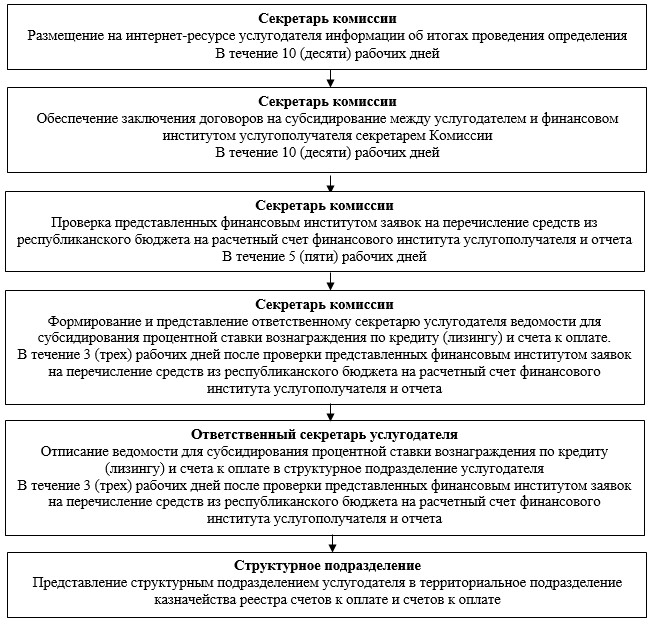 Секретарь комиссии
Размещение на интернет-ресурсе услугодателя информации об итогах проведения определения
В течение 10 (десяти) рабочих дней
Секретарь комиссии
Обеспечение заключения договоров на субсидирование между услугодателем и финансовом
институтом услугополучателя секретарем Комиссии
В течение 10 (десяти) рабочих дней
Секретарь комиссии
Проверка представленных финансовым институтом заявок на перечисление средств из
республиканского бюджета на расчетный счет финансового института услугополучателя и отчета
В течение 5 (пяти) рабочих дней
Секретарь комиссии
Формирование и представление ответственному секретарю услугодателя ведомости для
субсидирования процентной ставки вознаграждения по кредиту (лизингу) и счета к оплате.
В течение 3 (трех) рабочих дней после проверки представленных финансовым институтом заявок
на перечисление средств из республиканского бюджета на расчетный счет финансового
института услугополучателя и отчета
Ответственный секретарь услугодателя
Отписание ведомости для субсидирования процентной ставки вознаграждения по кредиту
(лизингу) и счета к оплате в структурное подразделение услугодателя
В течение 3 (трех) рабочих дней после проверки представленных финансовым институтом заявок
на перечисление средств из республиканского бюджета на расчетный счет финансового
института услугополучателя и отчета
Структурное подразделение
Представление структурным подразделением услугодателя в территориальное подразделение
казначейства реестра счетов к оплате и счетов к оплате